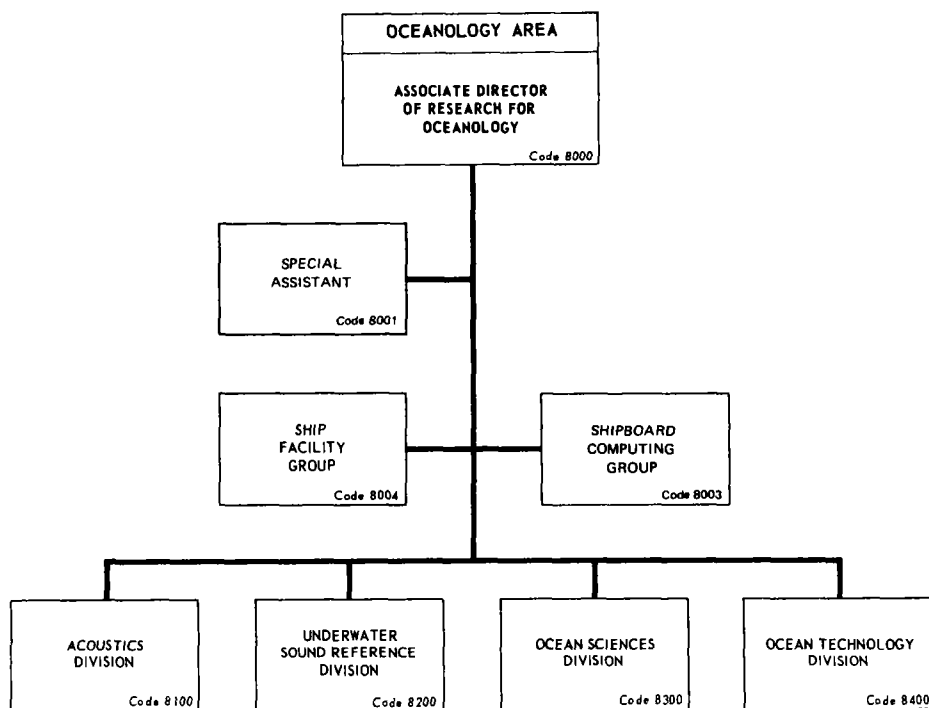 OCEANOLOGY AREA
ASSOCIATE DIRECTOR
OF RESEARCH FOR
OCEANOLOGY
Code 8000
SPECIAL
ASSISTANT
Code 8001
SHIP
FACILITY
GROUP
Code 8004
SHIPBOARD
COMPUTING
GROUP
Code 8003
ACOUSTICS
DIVISION
Code 8100
UNDERWATER
SOUND REFERENCE
DIVISION
Code 8200
OCEAN SCIENCES
DIVISION
Code 8300
OCEAN TECHNOLOGY
DIVISION
Code 8400